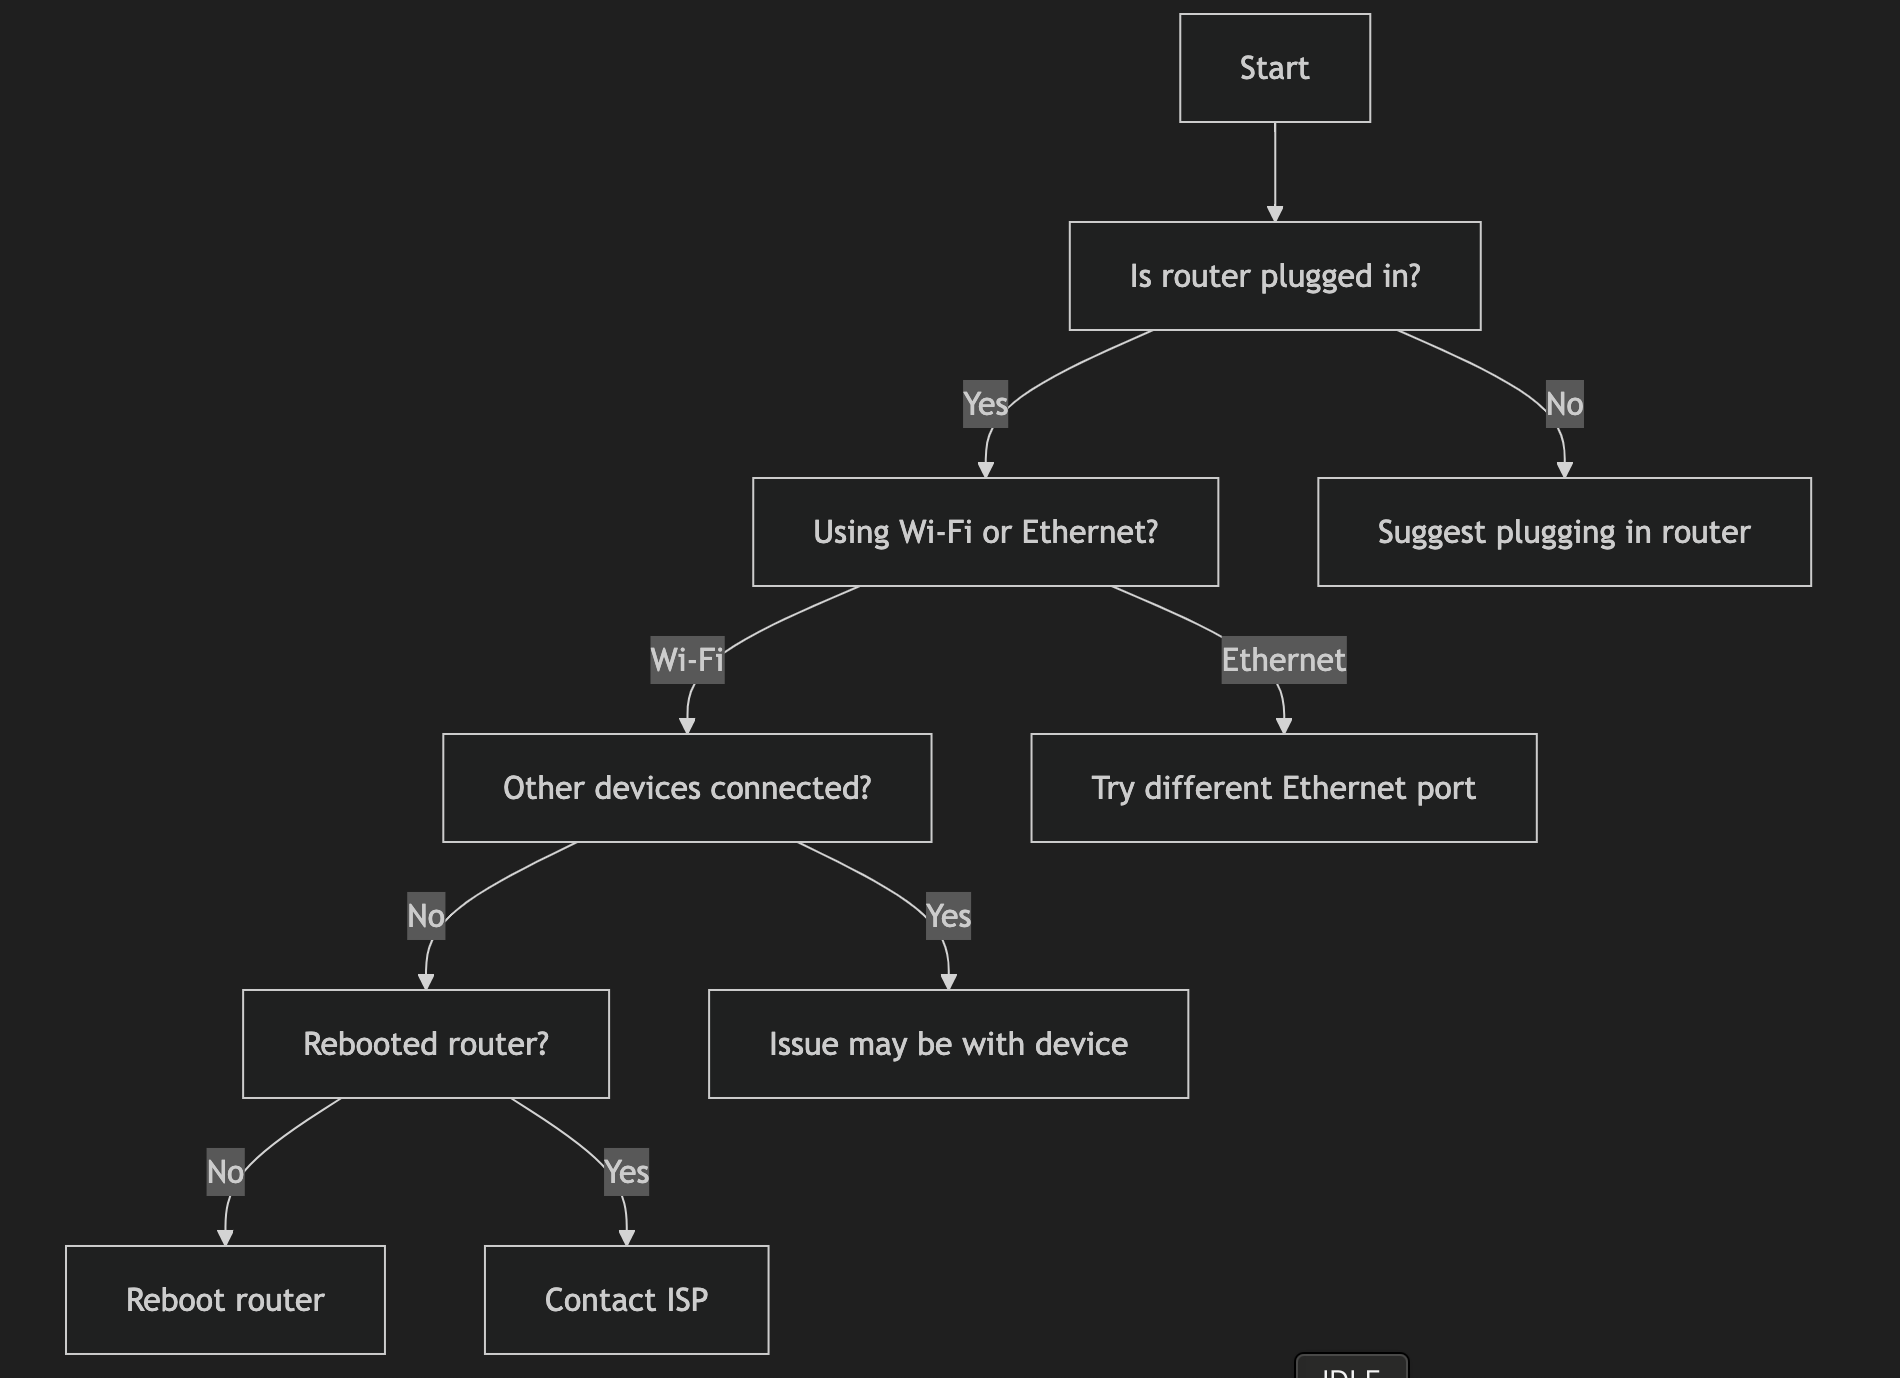 Start
Is router plugged in?
Yes
No
Using Wi-Fi or Ethernet?
Suggest plugging in router
Wi-Fi
Ethernet
Other devices connected?
Try different Ethernet port
No
Yes
Rebooted router?
Issue may be with device
No
Yes
Reboot router
Contact ISP
IDLE